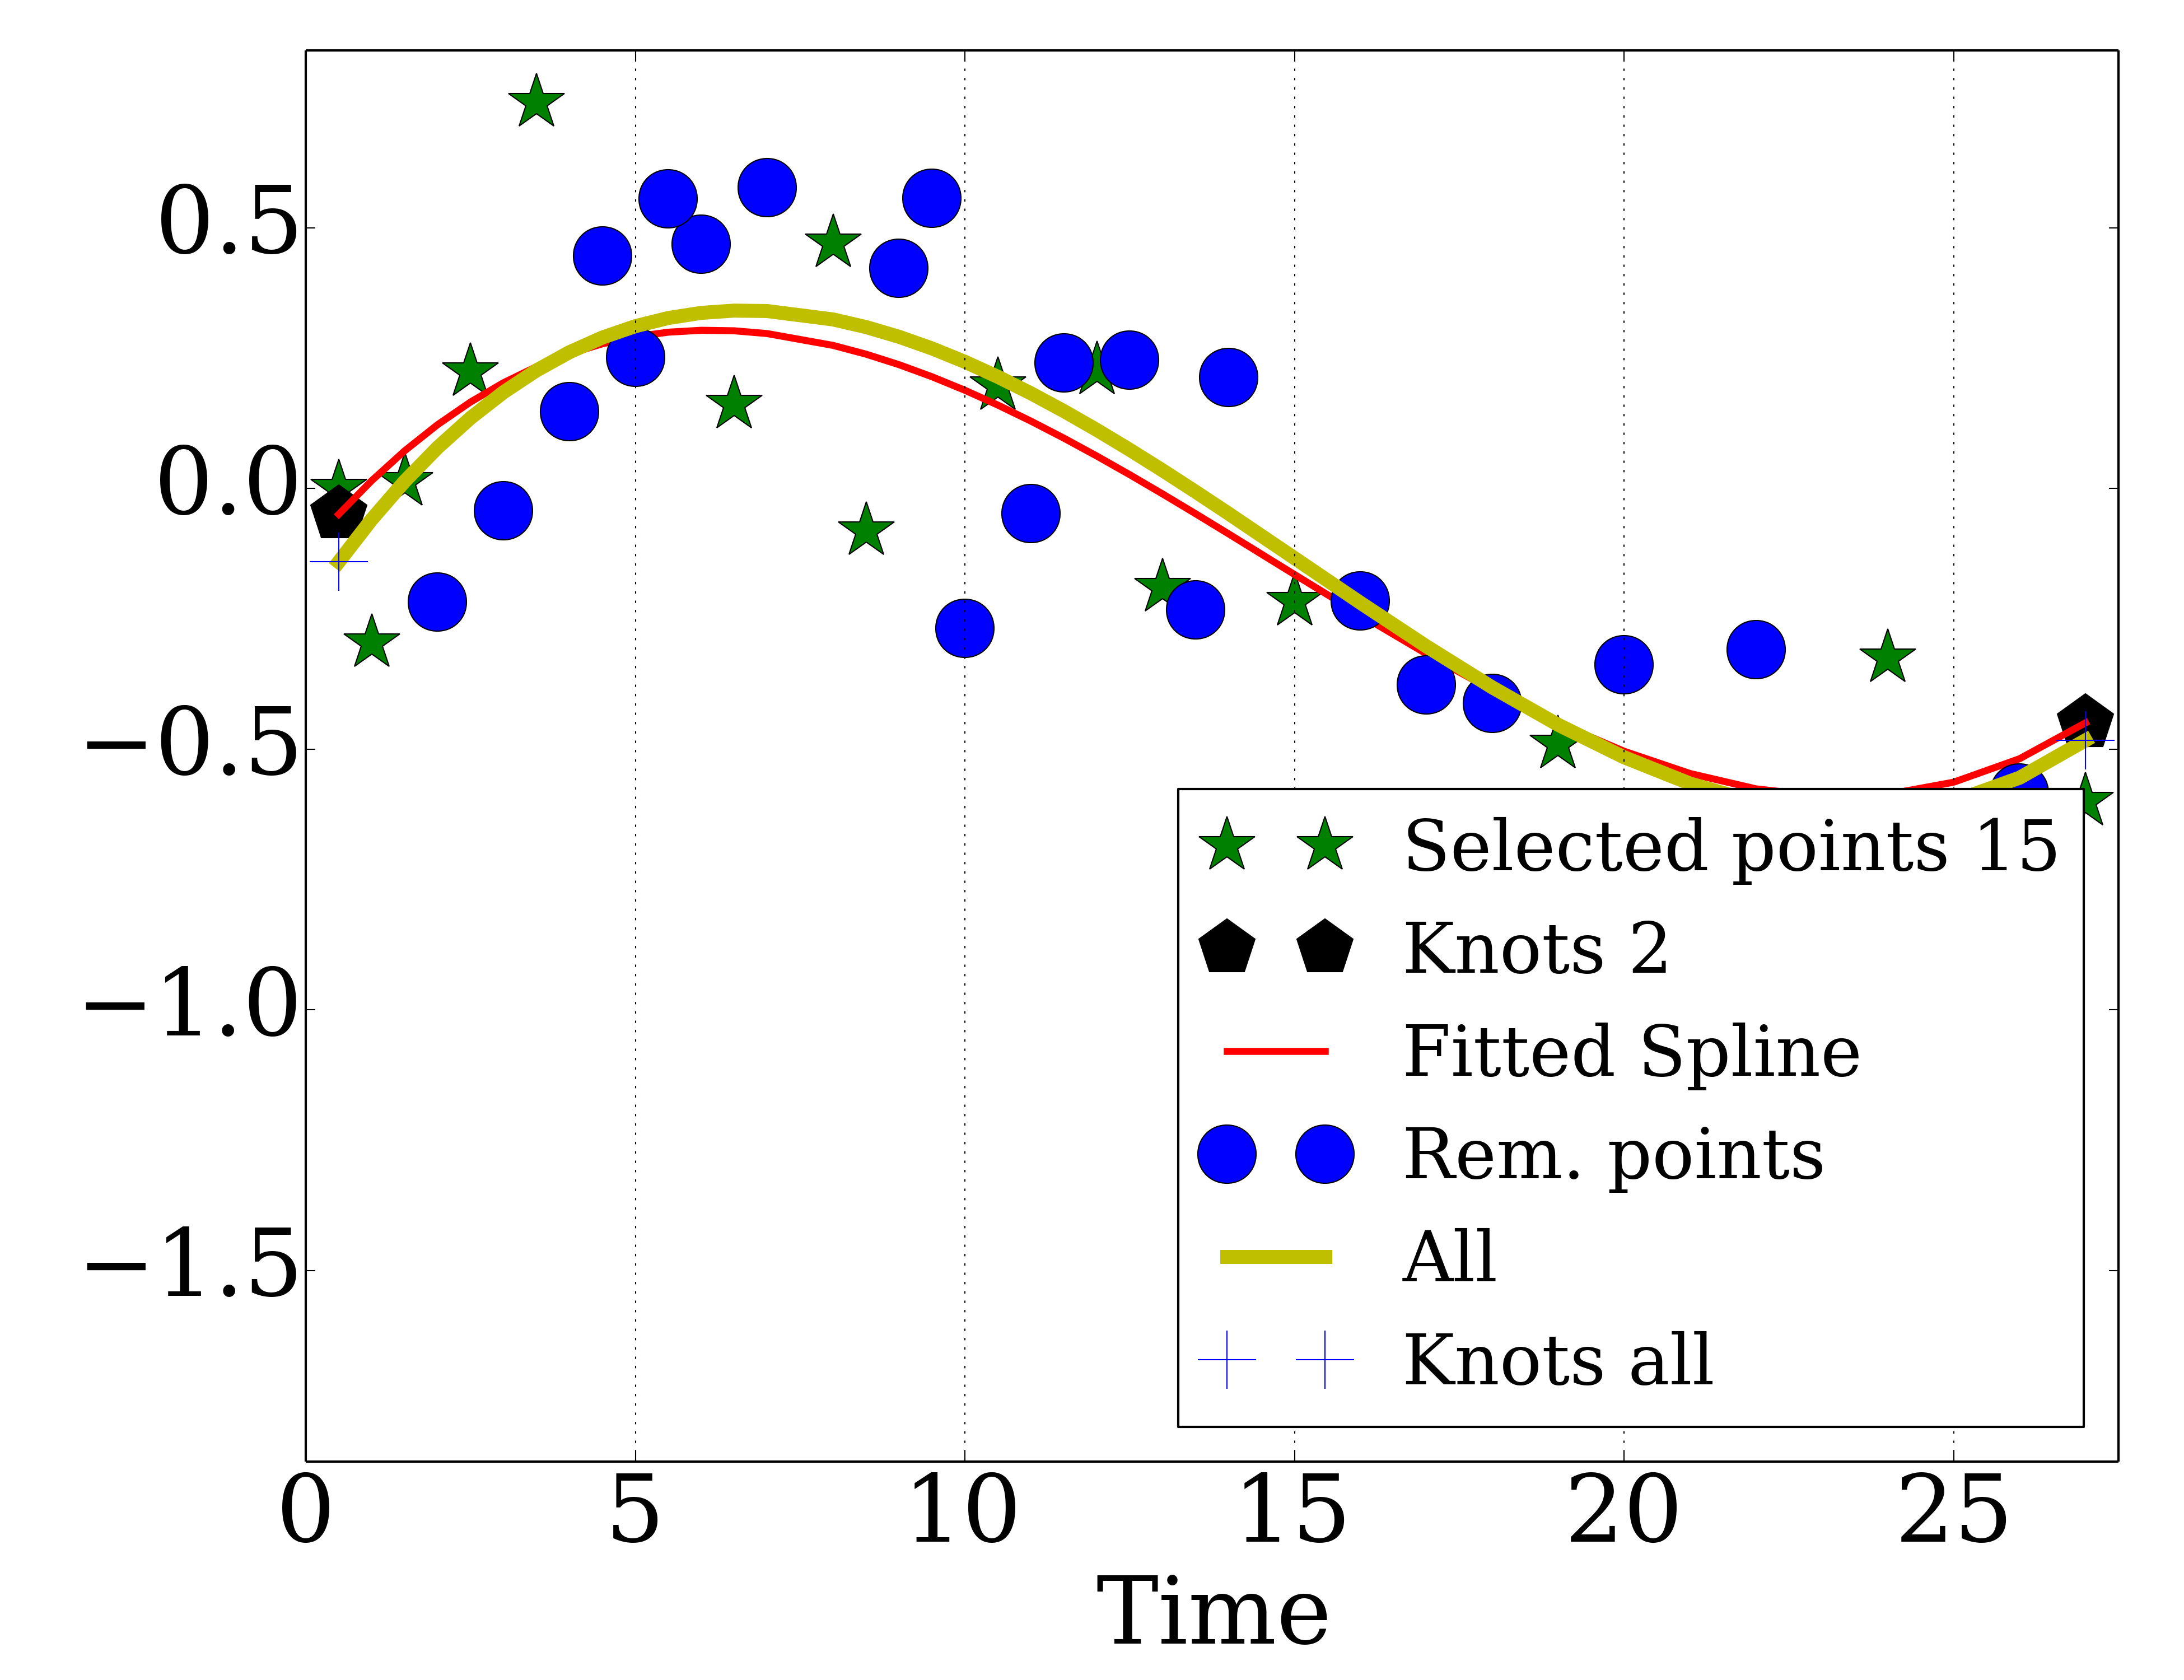 0.5
0.0
−0.5
−1.0
−1.5
Selected points 15
Knots 2
Fitted Spline
Rem. points
All
Knots all
0 5 10 15 20 25
Time